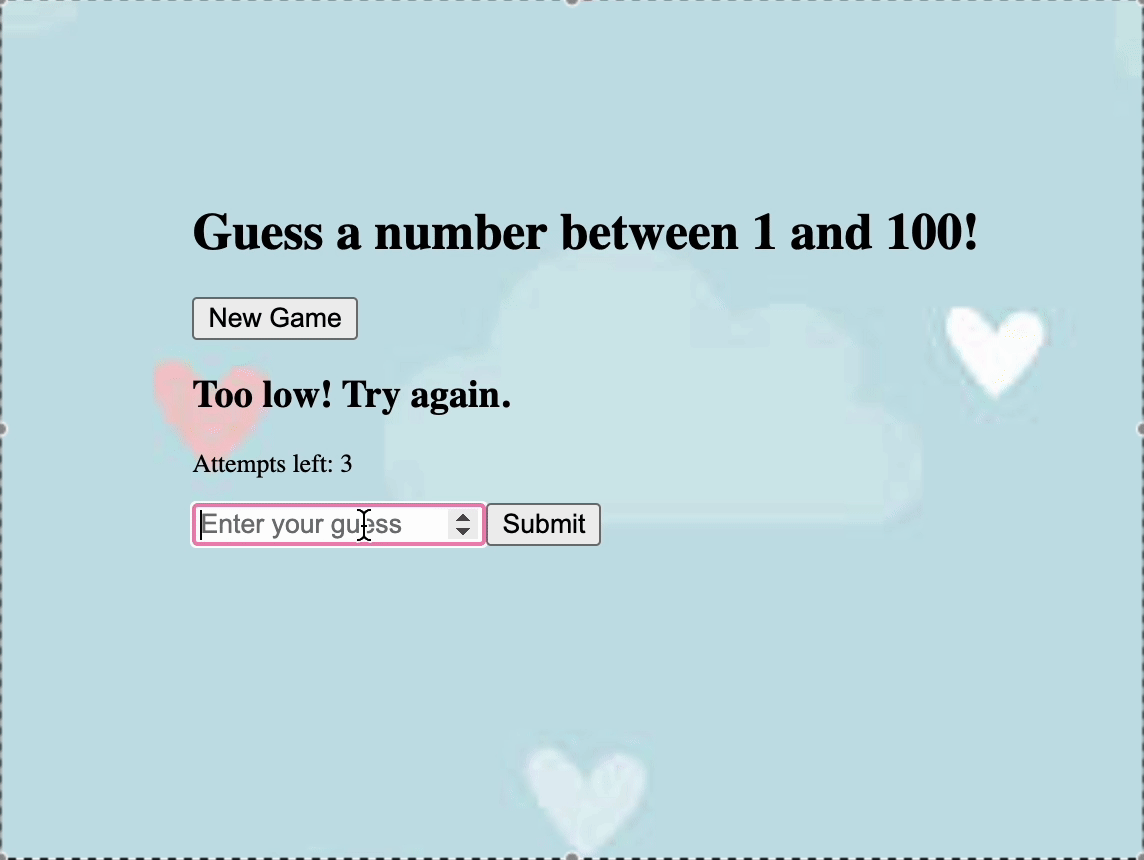 Guess a number between 1 and 100!
New Game
Too low! Try again.
Attempts left: 3
Enter your guess
Submit